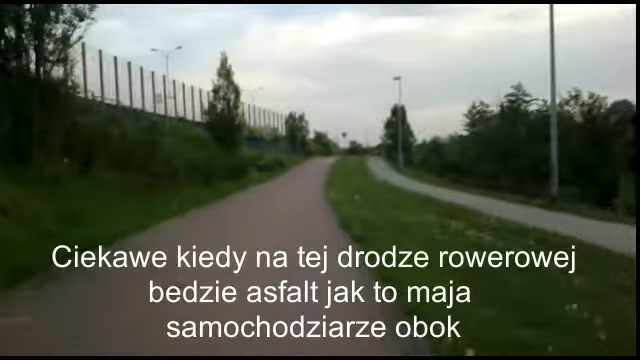 Ciekawe kiedy na tej drodze rowerowej
bedzie asfalt jak to maja
samochodziarze obok